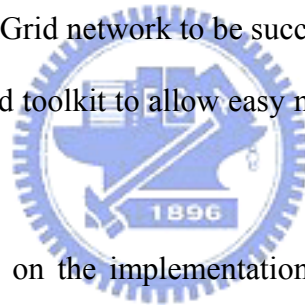 Grid network to be succ
d toolkit to allow easy n
1896
on the implementation